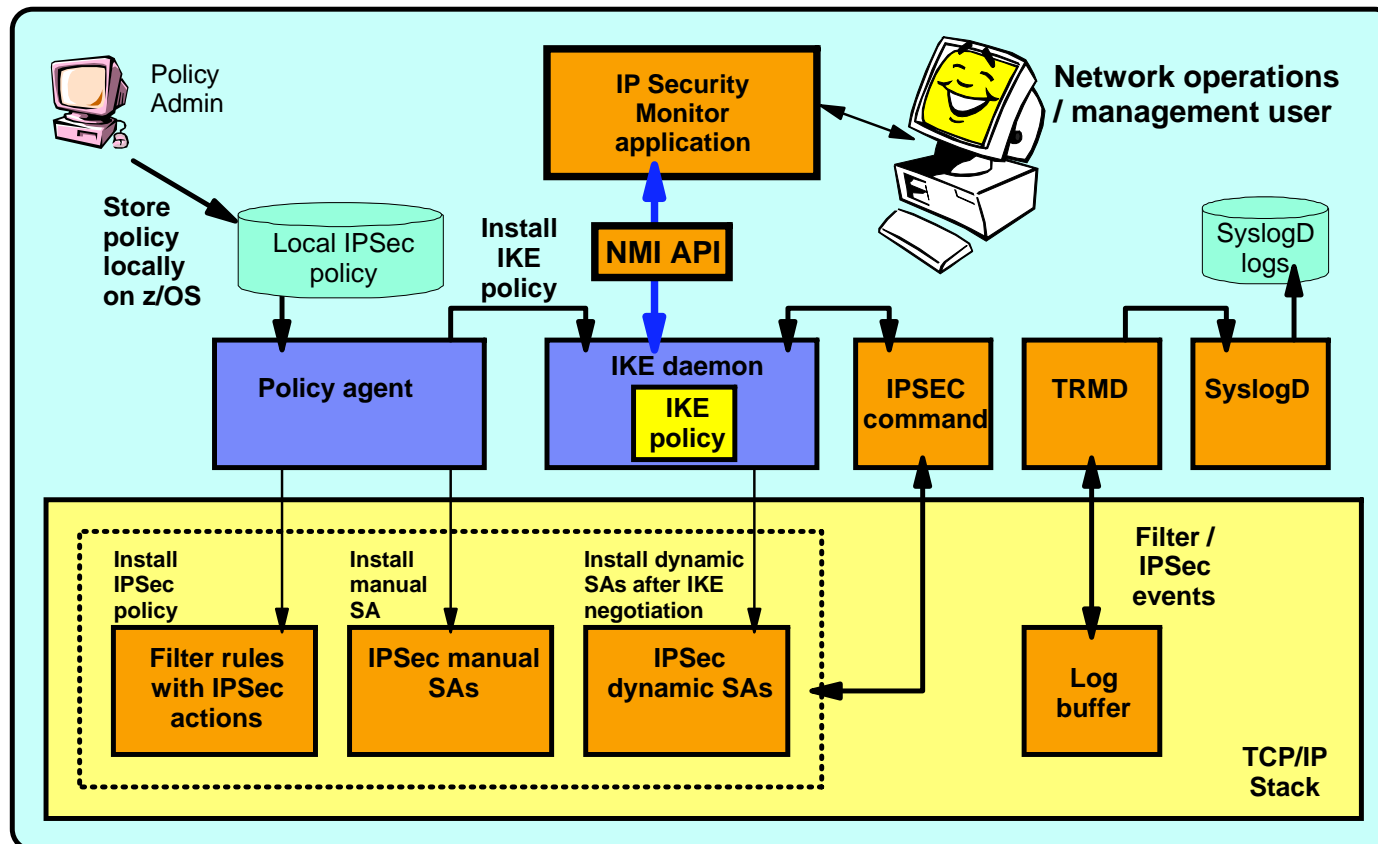 Policy
Admin
IP Security
Monitor
application
Network operations
/ management user
Store
policy
locally
on z/OS
Local IPSec
policy
Install
IKE
policy
NMI API
SyslogD
logs
Policy agent
IKE daemon
IKE
policy
IPSEC
command
TRMD
SyslogD
Install
IPSec
policy
Install
manual
SA
Install dynamic
SAs after IKE
negotiation
Filter /
IPSec
events
Filter rules
with IPSec
actions
IPSec manual
SAs
IPSec
dynamic SAs
Log
buffer
TCP/IP
Stack